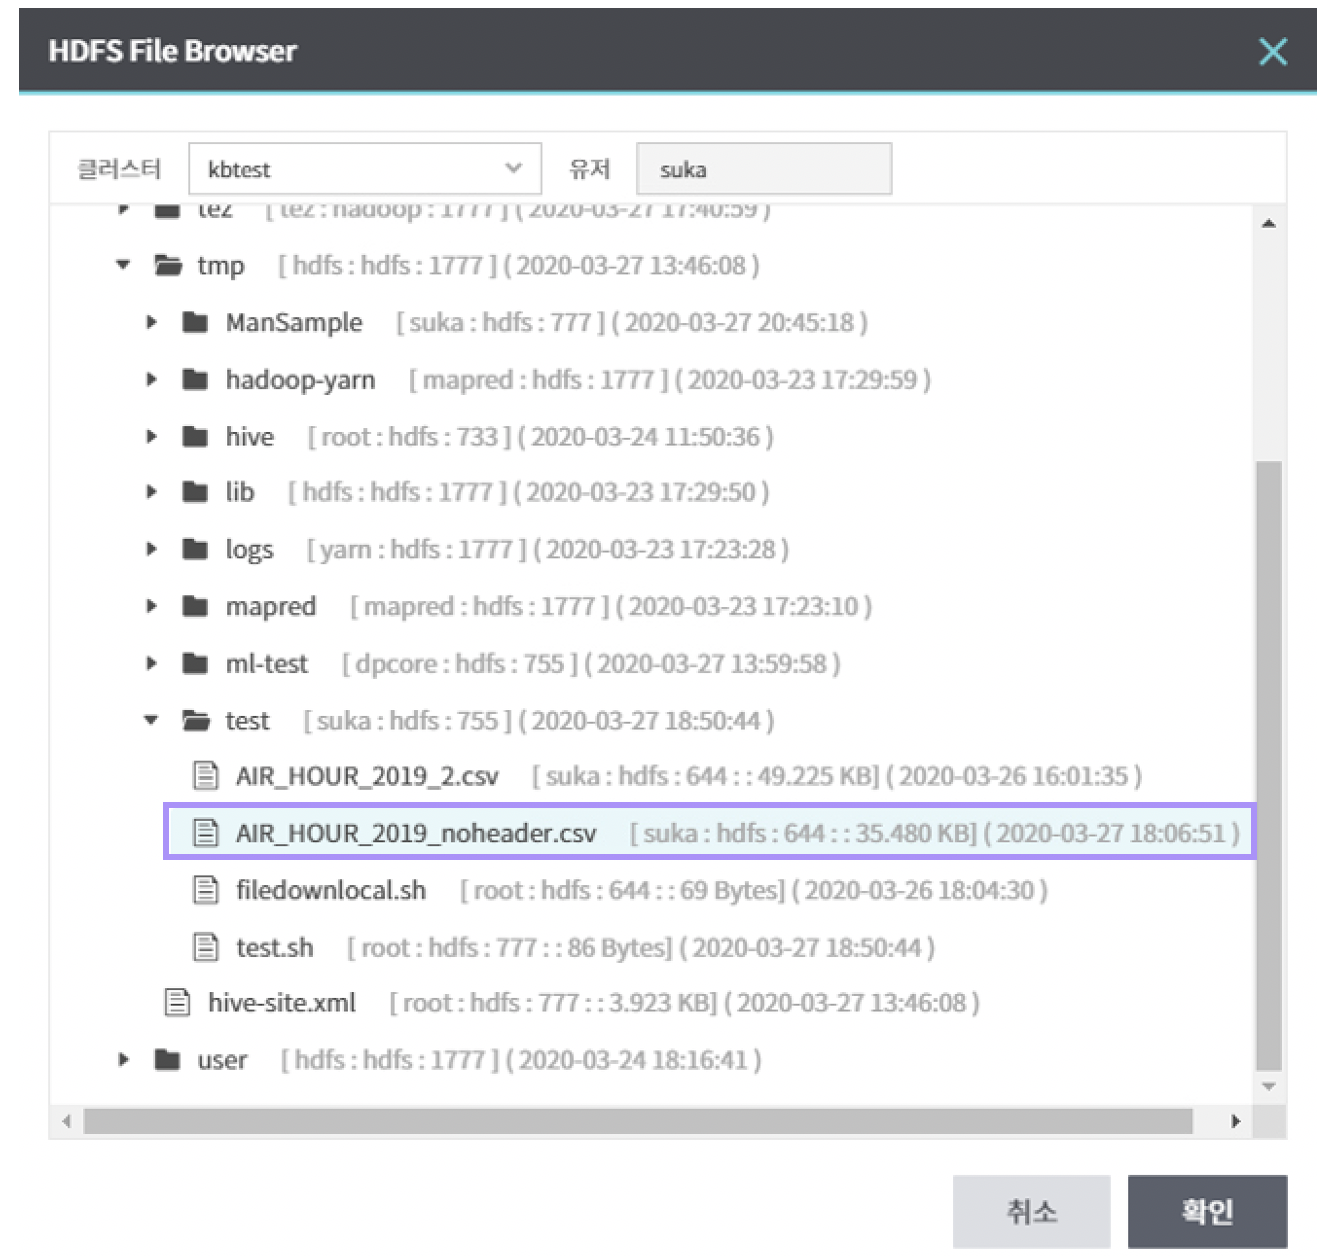 HDFS File Browser
클러스터 kbtest 유저 suka
tez [ tez : hadoop : 1777 ] ( 2020-03-27 17:40:59 )
tmp [ hdfs : hdfs : 1777 ] ( 2020-03-27 13:46:08 )
ManSample [ suka : hdfs : 777 ] ( 2020-03-27 20:45:18 )
hadoop-yarn [ mapred : hdfs : 1777 ] ( 2020-03-23 17:29:59 )
hive [ root : hdfs : 733 ] ( 2020-03-24 11:50:36 )
lib [ hdfs : hdfs : 1777 ] ( 2020-03-23 17:29:50 )
logs [ yarn : hdfs : 1777 ] ( 2020-03-23 17:23:28 )
mapred [ mapred : hdfs : 1777 ] ( 2020-03-23 17:23:10 )
ml-test [ dpcore : hdfs : 755 ] ( 2020-03-27 13:59:58 )
test [ suka : hdfs : 755 ] ( 2020-03-27 18:50:44 )
AIR_HOUR_2019_2.csv [ suka : hdfs : 644 : : 49.225 KB] ( 2020-03-26 16:01:35 )
AIR_HOUR_2019_noheader.csv [ suka : hdfs : 644 : : 35.480 KB] ( 2020-03-27 18:06:51 )
filedownlocal.sh [ root : hdfs : 644 : : 69 Bytes] ( 2020-03-26 18:04:30 )
test.sh [ root : hdfs : 777 : : 86 Bytes] ( 2020-03-27 18:50:44 )
hive-site.xml [ root : hdfs : 777 : : 3.923 KB] ( 2020-03-27 13:46:08 )
user [ hdfs : hdfs : 1777 ] ( 2020-03-24 18:16:41 )
취소 확인